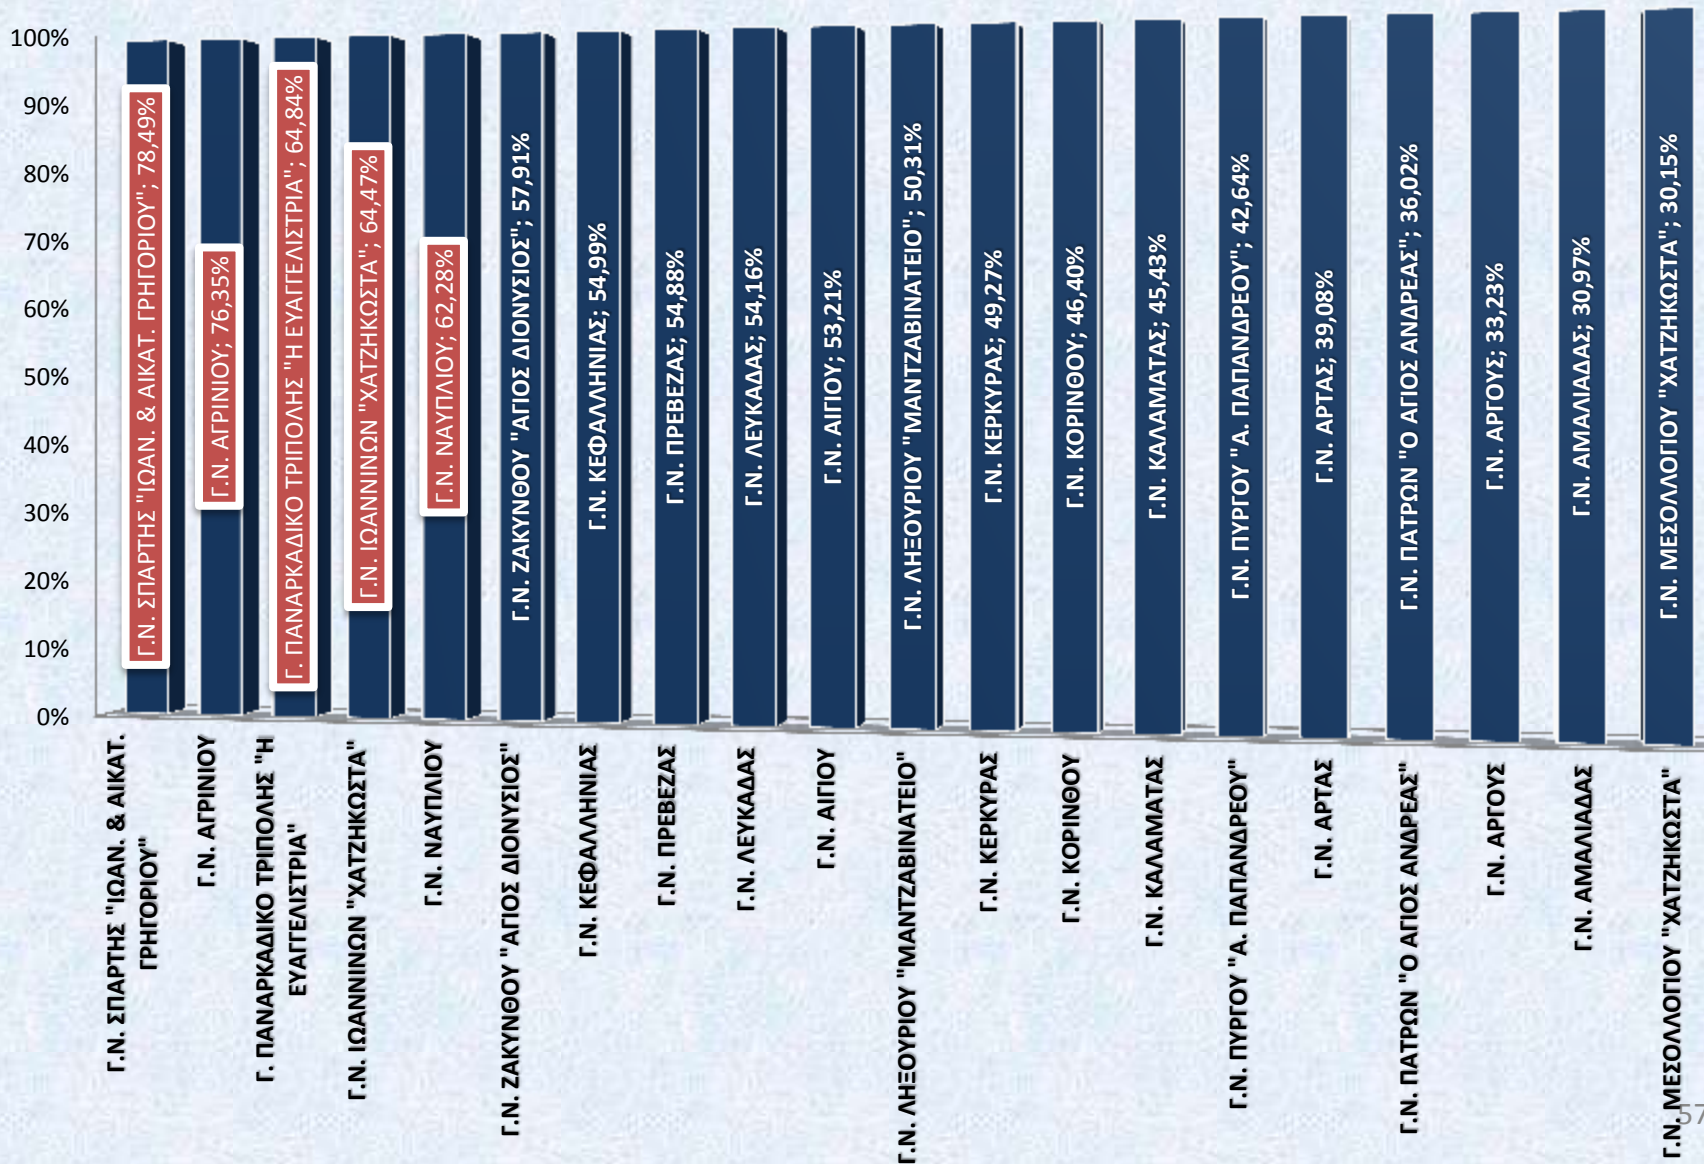 100%
90%
80%
70%
60%
50%
40%
30%
20%
10%
0%
Γ.Ν. ΣΠΑΡΤΗΣ "ΙΩΑΝ. & ΑΙΚΑΤ. ΓΡΗΓΟΡΙΟΥ"; 78,49%
Γ.Ν. ΑΓΡΙΝΙΟΥ; 76,35%
Γ. ΠΑΝΑΡΚΑΔΙΚΟ ΤΡΙΠΟΛΗΣ "Η ΕΥΑΓΓΕΛΙΣΤΡΙΑ"; 64,84%
Γ.Ν. ΙΩΑΝΝΙΝΩΝ "ΧΑΤΖΗΚΩΣΤΑ"; 64,47%
Γ.Ν. ΝΑΥΠΛΙΟΥ; 62,28%
Γ.Ν. ΖΑΚΥΝΘΟΥ "ΑΓΙΟΣ ΔΙΟΝΥΣΙΟΣ"; 57,91%
Γ.Ν. ΚΕΦΑΛΛΗΝΙΑΣ; 54,99%
Γ.Ν. ΠΡΕΒΕΖΑΣ; 54,88%
Γ.Ν. ΛΕΥΚΑΔΑΣ; 54,16%
Γ.Ν. ΑΙΓΙΟΥ; 53,21%
Γ.Ν. ΛΗΞΟΥΡΙΟΥ "ΜΑΝΤΖΑΒΙΝΑΤΕΙΟ"; 50,31%
Γ.Ν. ΚΕΡΚΥΡΑΣ; 49,27%
Γ.Ν. ΚΟΡΙΝΘΟΥ; 46,40%
Γ.Ν. ΚΑΛΑΜΑΤΑΣ; 45,43%
Γ.Ν. ΠΥΡΓΟΥ "Α. ΠΑΠΑΝΔΡΕΟΥ"; 42,64%
Γ.Ν. ΑΡΤΑΣ; 39,08%
Γ.Ν. ΠΑΤΡΩΝ "Ο ΑΓΙΟΣ ΑΝΔΡΕΑΣ"; 36,02%
Γ.Ν. ΑΡΓΟΥΣ; 33,23%
Γ.Ν. ΑΜΑΛΙΑΔΑΣ; 30,97%
Γ.Ν. ΜΕΣΟΛΛΟΓΙΟΥ "ΧΑΤΖΗΚΩΣΤΑ"; 30,15%
Γ.Ν. ΣΠΑΡΤΗΣ "ΙΩΑΝ. & ΑΙΚΑΤ.
ΓΡΗΓΟΡΙΟΥ"
Γ.Ν. ΑΓΡΙΝΙΟΥ
Γ. ΠΑΝΑΡΚΑΔΙΚΟ ΤΡΙΠΟΛΗΣ "Η
ΕΥΑΓΓΕΛΙΣΤΡΙΑ"
Γ.Ν. ΙΩΑΝΝΙΝΩΝ "ΧΑΤΖΗΚΩΣΤΑ"
Γ.Ν. ΝΑΥΠΛΙΟΥ
Γ.Ν. ΖΑΚΥΝΘΟΥ "ΑΓΙΟΣ ΔΙΟΝΥΣΙΟΣ"
Γ.Ν. ΚΕΦΑΛΛΗΝΙΑΣ
Γ.Ν. ΠΡΕΒΕΖΑΣ
Γ.Ν. ΛΕΥΚΑΔΑΣ
Γ.Ν. ΑΙΓΙΟΥ
Γ.Ν. ΛΗΞΟΥΡΙΟΥ "ΜΑΝΤΖΑΒΙΝΑΤΕΙΟ"
Γ.Ν. ΚΕΡΚΥΡΑΣ
Γ.Ν. ΚΟΡΙΝΘΟΥ
Γ.Ν. ΚΑΛΑΜΑΤΑΣ
Γ.Ν. ΠΥΡΓΟΥ "Α. ΠΑΠΑΝΔΡΕΟΥ"
Γ.Ν. ΑΡΤΑΣ
Γ.Ν. ΠΑΤΡΩΝ "Ο ΑΓΙΟΣ ΑΝΔΡΕΑΣ"
Γ.Ν. ΑΡΓΟΥΣ
Γ.Ν. ΑΜΑΛΙΑΔΑΣ
Γ.Ν. ΜΕΣΟΛΛΟΓΙΟΥ "ΧΑΤΖΗΚΩΣΤΑ"
57